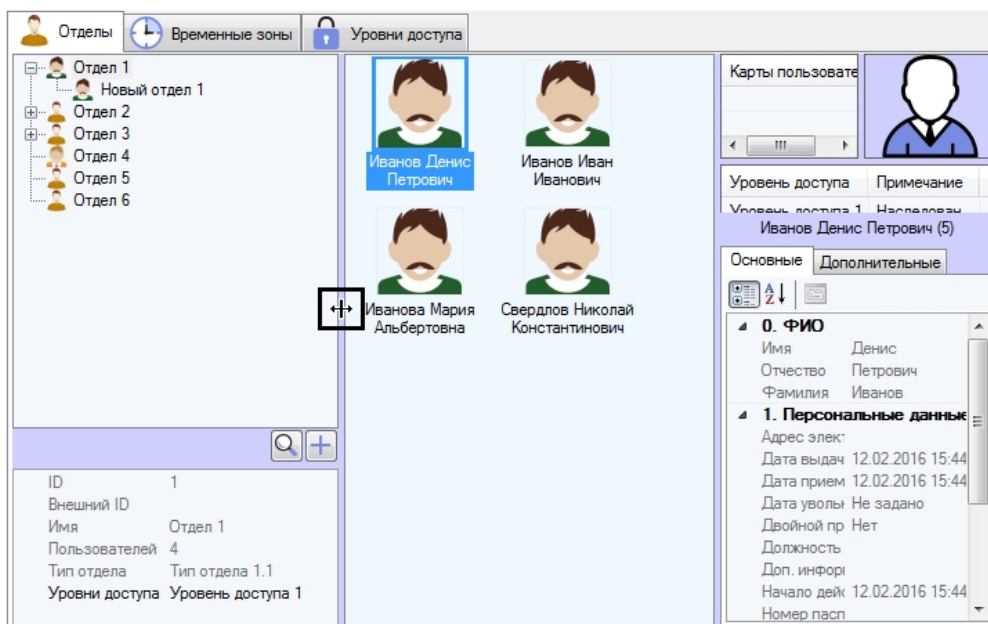 Отделы
Временные зоны
Уровни доступа
Отдел 1
Новый отдел 1
Отдел 2
Отдел 3
Отдел 4
Отдел 5
Отдел 6
ID 1
Внешний ID
Имя Отдел 1
Пользователей 4
Тип отдела Тип отдела 1.1
Уровни доступа Уровень доступа 1
Иванов Денис
Петрович
Иванов Иван
Иванович
Иванова Мария
Альбертовна
Свердлов Николай
Константинович
Карты пользовате
Уровень доступа Примечание
Уровень доступа 1 Наследован
Иванов Денис Петрович (5)
Основные
Дополнительные
0. ФИО
Имя Денис
Отчество Петрович
Фамилия Иванов
1. Персональные данные
Адрес элект
Дата выдач 12.02.2016 15:44
Дата прием 12.02.2016 15:44
Дата увольн Не задано
Двойной пр Нет
Должность
Доп. инфор
Начало дейс 12.02.2016 15:44
Номер пасп